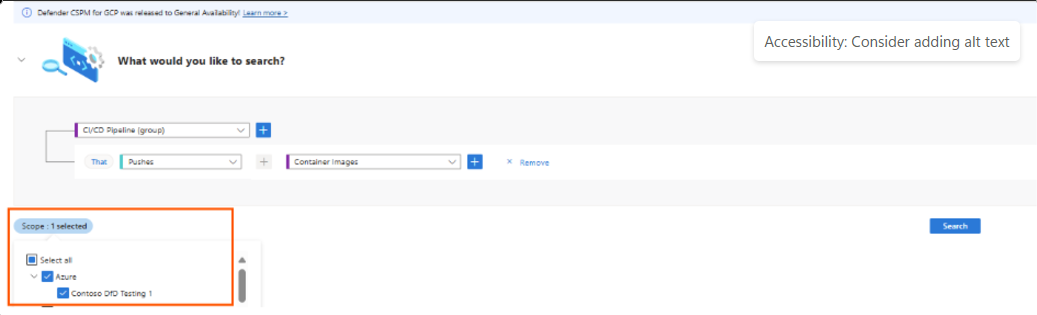 Defender CSPM for GCP was released to General Availability! Learn more >
Accessibility: Consider adding alt text
What would you like to search?
CI/CD Pipeline (group)
That Pushes Container Images × Remove
Scope : 1 selected
Search
Select all
Azure
Contoso DfD Testing 1